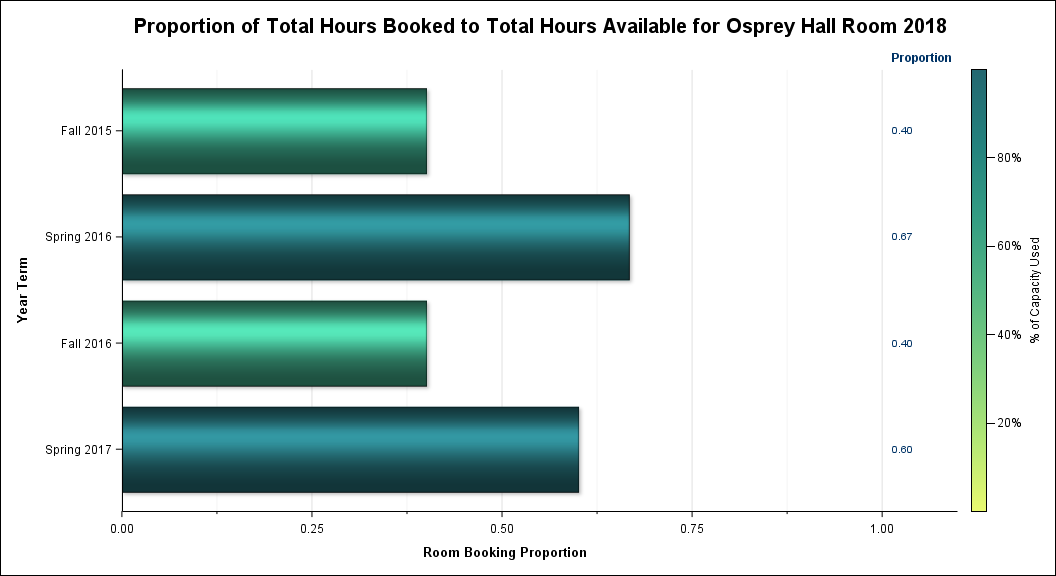 Proportion of Total Hours Booked to Total Hours Available for Osprey Hall Room 2018
Proportion
Fall 2015
0.40
Spring 2016
0.67
Fall 2016
0.40
Spring 2017
0.60
Year Term
0.00
0.25
0.50
0.75
1.00
Room Booking Proportion
80%
60%
40%
20%
% of Capacity Used